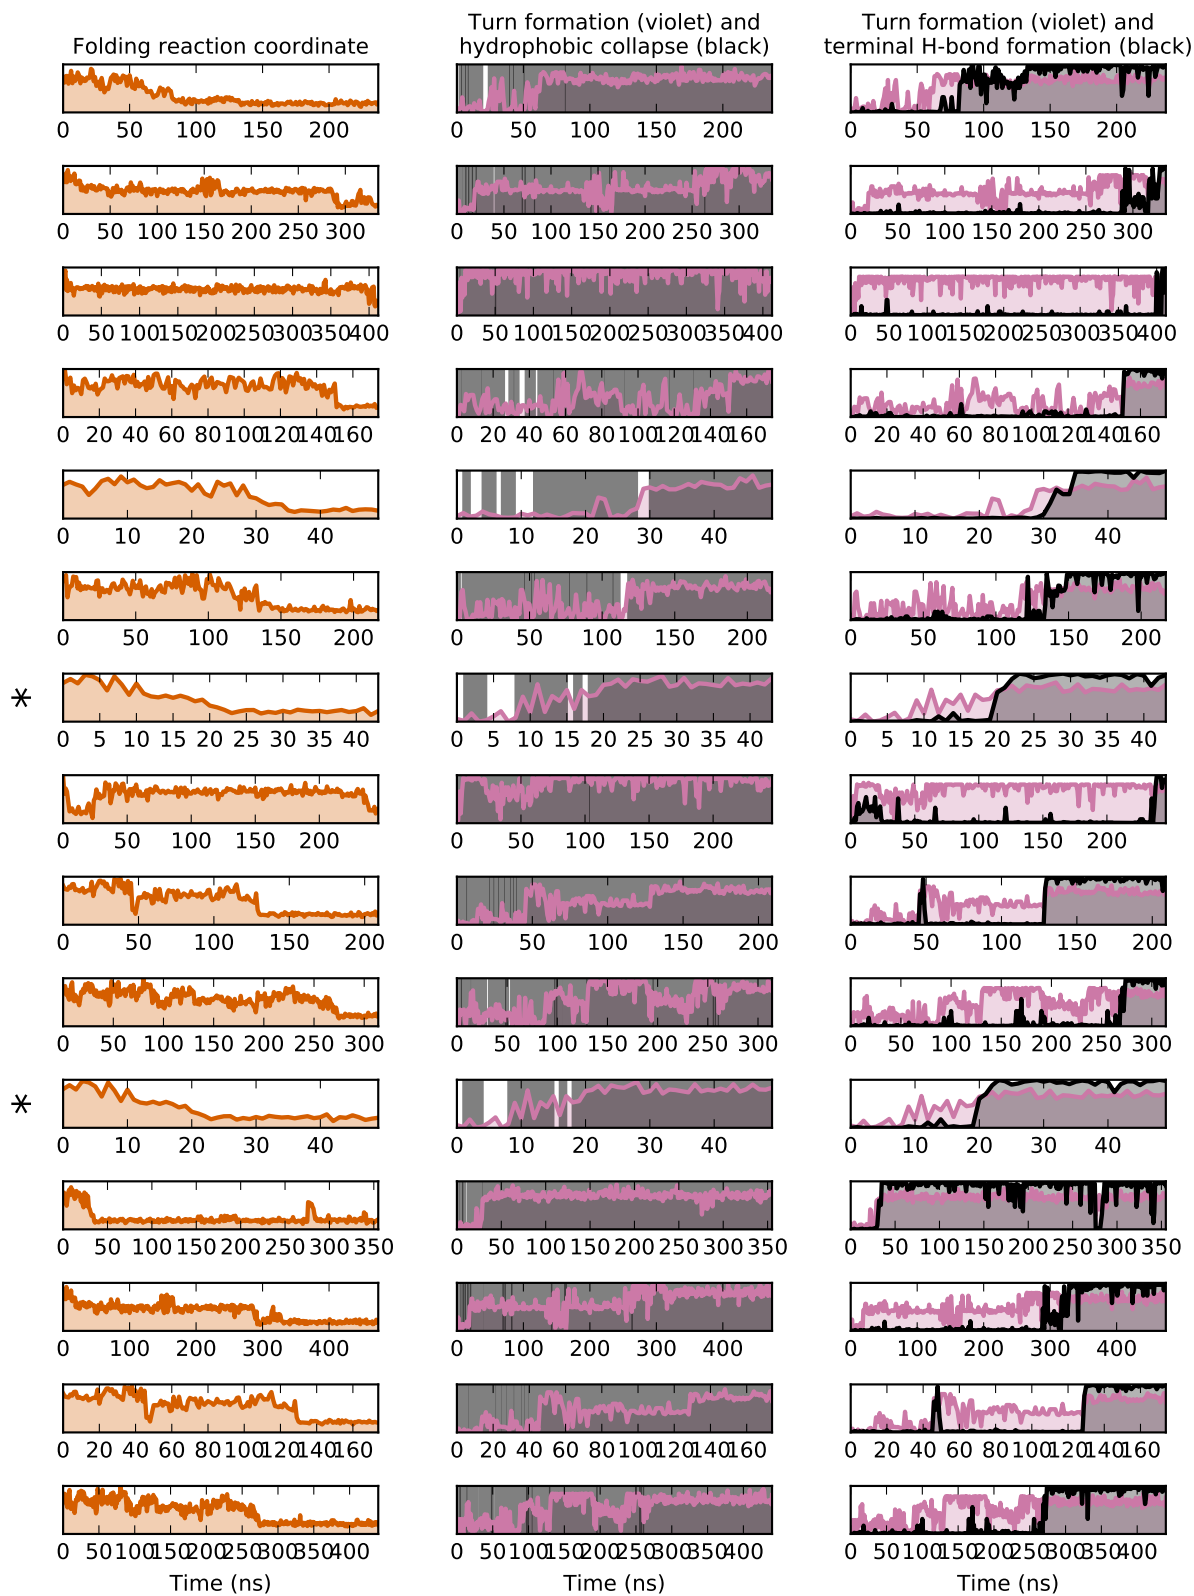 Folding reaction coordinate
Turn formation (violet) and
hydrophobic collapse (black)
Turn formation (violet) and
terminal H-bond formation (black)
0 50 100 150 200 0 50 100 150 200 0 50 100 150 200
0 50 100 150 200 250 300 0 50 100 150 200 250 300 0 50 100 150 200 250 300
0 50 100 150 200 250 300 350 400 0 50 100 150 200 250 300 350 400 0 50 100 150 200 250 300 350 400
0 20 40 60 80 100 120 140 160 0 20 40 60 80 100 120 140 160 0 20 40 60 80 100 120 140 160
0 10 20 30 40 0 10 20 30 40 0 10 20 30 40
0 50 100 150 200 0 50 100 150 200 0 50 100 150 200
*
0 5 10 15 20 25 30 35 40 0 5 10 15 20 25 30 35 40 0 5 10 15 20 25 30 35 40
0 50 100 150 200 0 50 100 150 200 0 50 100 150 200
0 50 100 150 200 0 50 100 150 200 0 50 100 150 200
0 50 100 150 200 250 300 0 50 100 150 200 250 300 0 50 100 150 200 250 300
*
0 10 20 30 40 0 10 20 30 40 0 10 20 30 40
0 50 100 150 200 250 300 350 0 50 100 150 200 250 300 350 0 50 100 150 200 250 300 350
0 100 200 300 400 0 100 200 300 400 0 100 200 300 400
0 20 40 60 80 100 120 140 160 0 20 40 60 80 100 120 140 160 0 20 40 60 80 100 120 140 160
0 50 100 150 200 250 300 350 400 0 50 100 150 200 250 300 350 400 0 50 100 150 200 250 300 350 400
Time (ns) Time (ns) Time (ns)